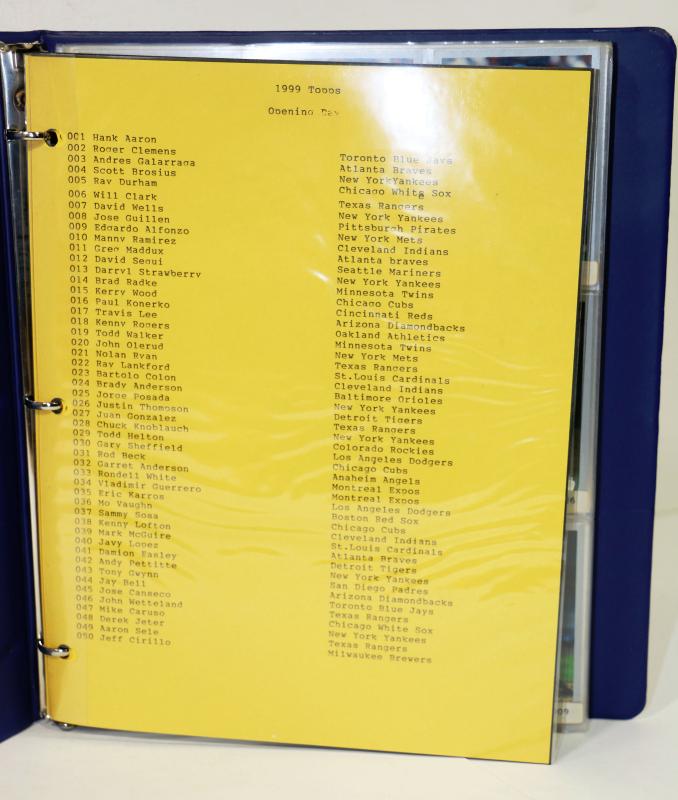 1999 Topps
Opening Day
001 Hank Aaron
002 Roger Clemens Toronto Blue Jays
003 Andres Galarraga Atlanta Braves
004 Scott Brosius New YorkYankees
005 Ray Durham Chicago White Sox
006 Will Clark Texas Rangers
007 David Wells New York Yankees
008 Jose Guillen Pittsburgh Pirates
009 Edgardo Alfonzo New York Mets
010 Manny Ramirez Cleveland Indians
011 Greg Maddux Atlanta braves
012 David Segui Seattle Mariners
013 Darryl Strawberry New York Yankees
014 Brad Radke Minnesota Twins
015 Kerry Wood Chicago Cubs
016 Paul Konerko Cincinnati Reds
017 Travis Lee Arizona Diamondbacks
018 Kenny Rogers Oakland Athletics
019 Todd Walker Minnesota Twins
020 John Olerud New York Mets
021 Nolan Ryan Texas Rangers
022 Ray Lankford St.Louis Cardinals
023 Bartolo Colon Cleveland Indians
024 Brady Anderson Baltimore Orioles
025 Jorge Posada New York Yankees
026 Justin Thompson Detroit Tigers
027 Juan Gonzalez Texas Rangers
028 Chuck Knoblauch New York Yankees
029 Todd Helton Colorado Rockies
030 Gary Sheffield Los Angeles Dodgers
031 Rod Beck Chicago Cubs
032 Garret Anderson Anaheim Angels
033 Rondell White Montreal Expos
034 Vladimir Guerrero Montreal Expos
035 Eric Karros Los Angeles Dodgers
036 Mo Vaughn Boston Red Sox
037 Sammy Sosa Chicago Cubs
038 Kenny Lofton Cleveland Indians
039 Mark McGuire St.Louis Cardinals
040 Javy Lopez Atlanta Braves
041 Damion Easley Detroit Tigers
042 Andy Pettitte New York Yankees
043 Tony Gwynn San Diego Padres
044 Jay Bell Arizona Diamondbacks
045 Jose Canseco Toronto Blue Jays
046 John Wetteland Texas Rangers
047 Mike Caruso Chicago White Sox
048 Derek Jeter New York Yankees
049 Aaron Sele Texas Rangers
050 Jeff Cirillo Milwaukee Brewers